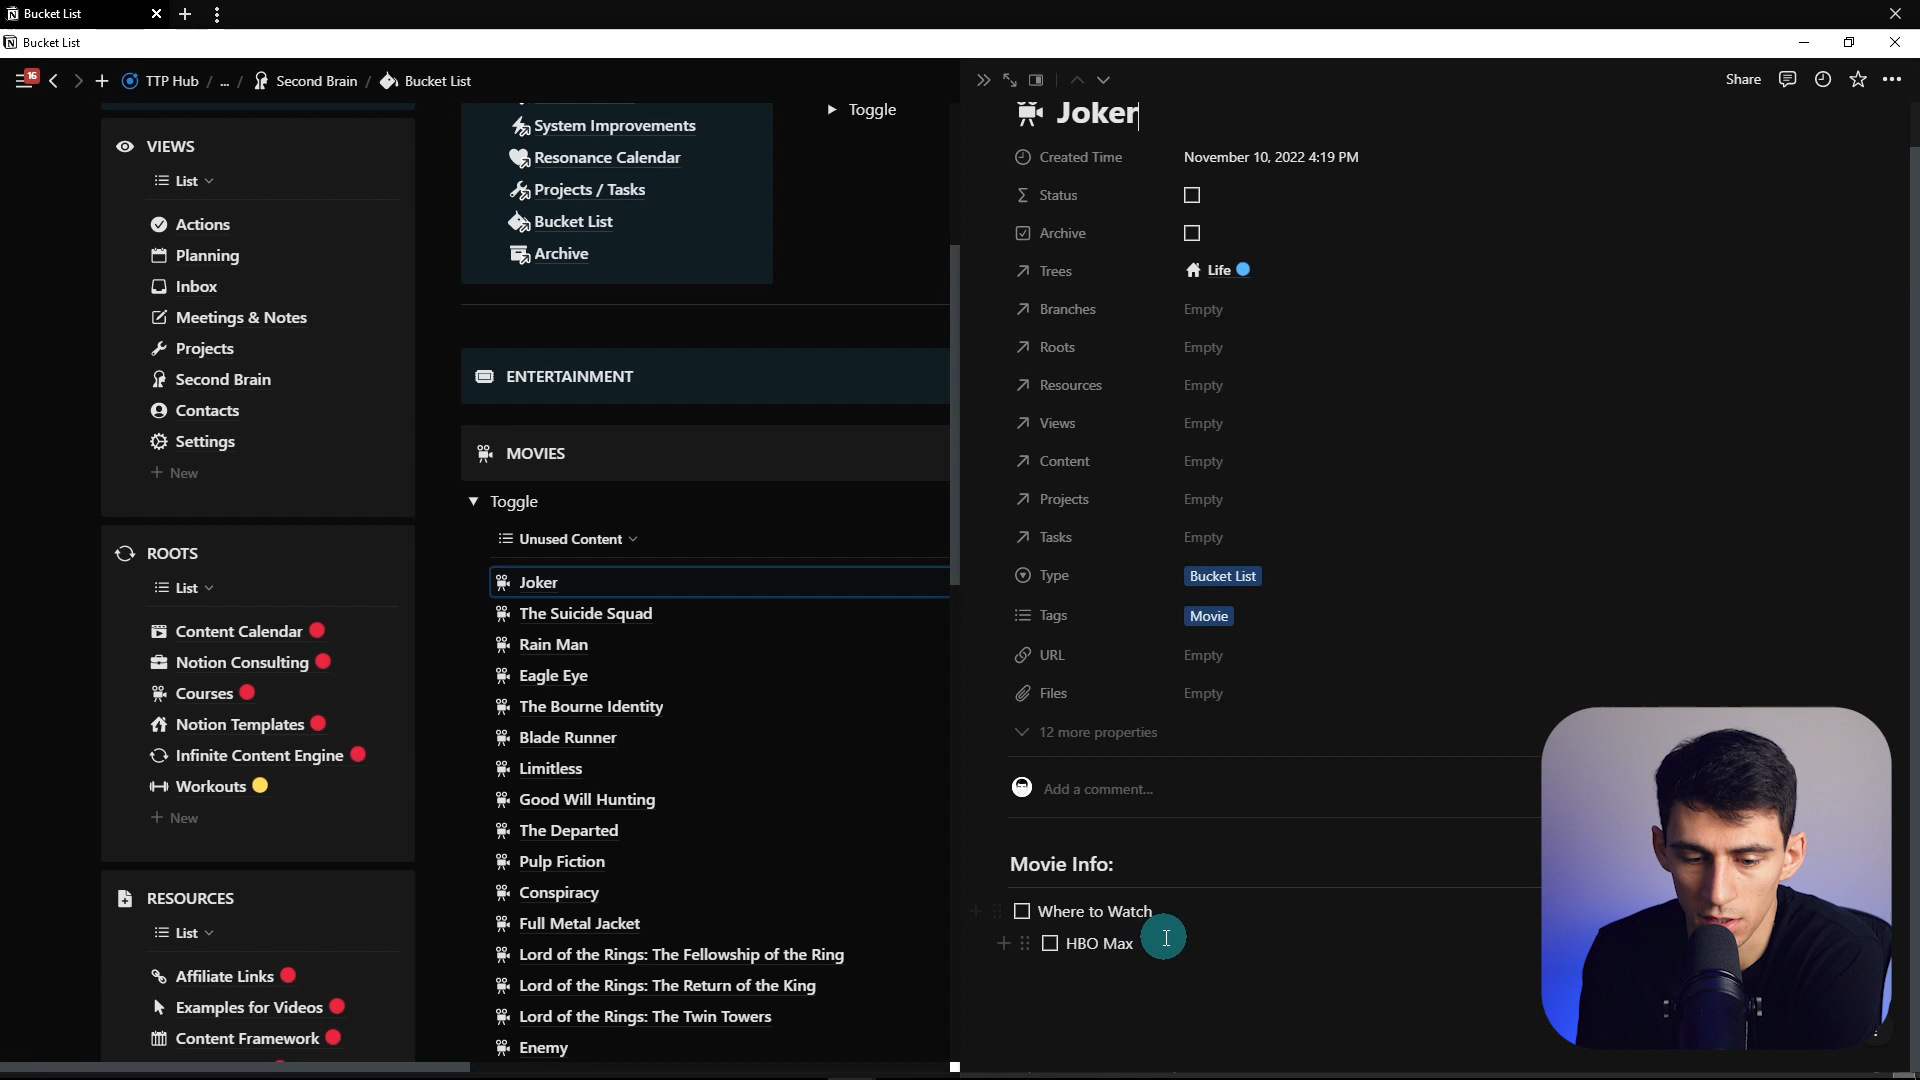 Bucket List
Bucket List
16
TTP Hub / ... / Second Brain / Bucket List
Share
VIEWS
List
Actions
Planning
Inbox
Meetings & Notes
Projects
Second Brain
Contacts
Settings
+ New
ROOTS
List
Content Calendar
Notion Consulting
Courses
Notion Templates
Infinite Content Engine
Workouts
+ New
RESOURCES
List
Affiliate Links
Examples for Videos
Content Framework
System Improvements
Resonance Calendar
Projects / Tasks
Bucket List
Archive
Toggle
ENTERTAINMENT
MOVIES
Toggle
Unused Content
Joker
The Suicide Squad
Rain Man
Eagle Eye
The Bourne Identity
Blade Runner
Limitless
Good Will Hunting
The Departed
Pulp Fiction
Conspiracy
Full Metal Jacket
Lord of the Rings: The Fellowship of the Ring
Lord of the Rings: The Return of the King
Lord of the Rings: The Twin Towers
Enemy
Joker
Created Time November 10, 2022 4:19 PM
Status
Archive
Trees Life
Branches Empty
Roots Empty
Resources Empty
Views Empty
Content Empty
Projects Empty
Tasks Empty
Type Bucket List
Tags Movie
URL Empty
Files Empty
12 more properties
Add a comment...
Movie Info:
Where to Watch
HBO Max